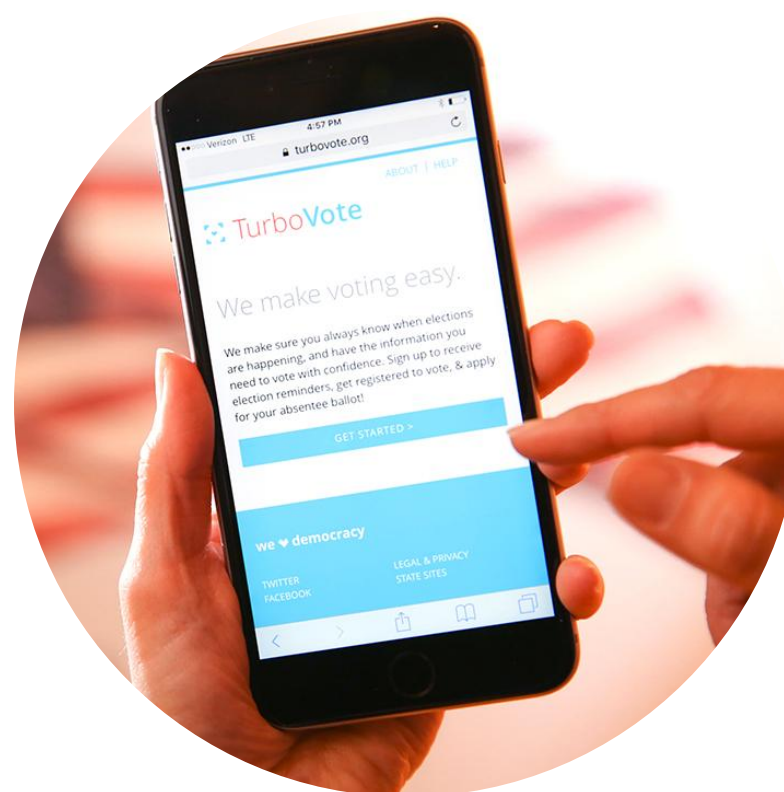 Verizon LTE 4:57 PM
turbovote.org
ABOUT | HELP
TurboVote
We make voting easy.
We make sure you always know when elections
are happening, and have the information you
need to vote with confidence. Sign up to receive
election reminders, get registered to vote, & apply
for your absentee ballot!
GET STARTED >
we ❤ democracy
TWITTER
FACEBOOK
LEGAL & PRIVACY
STATE SITES